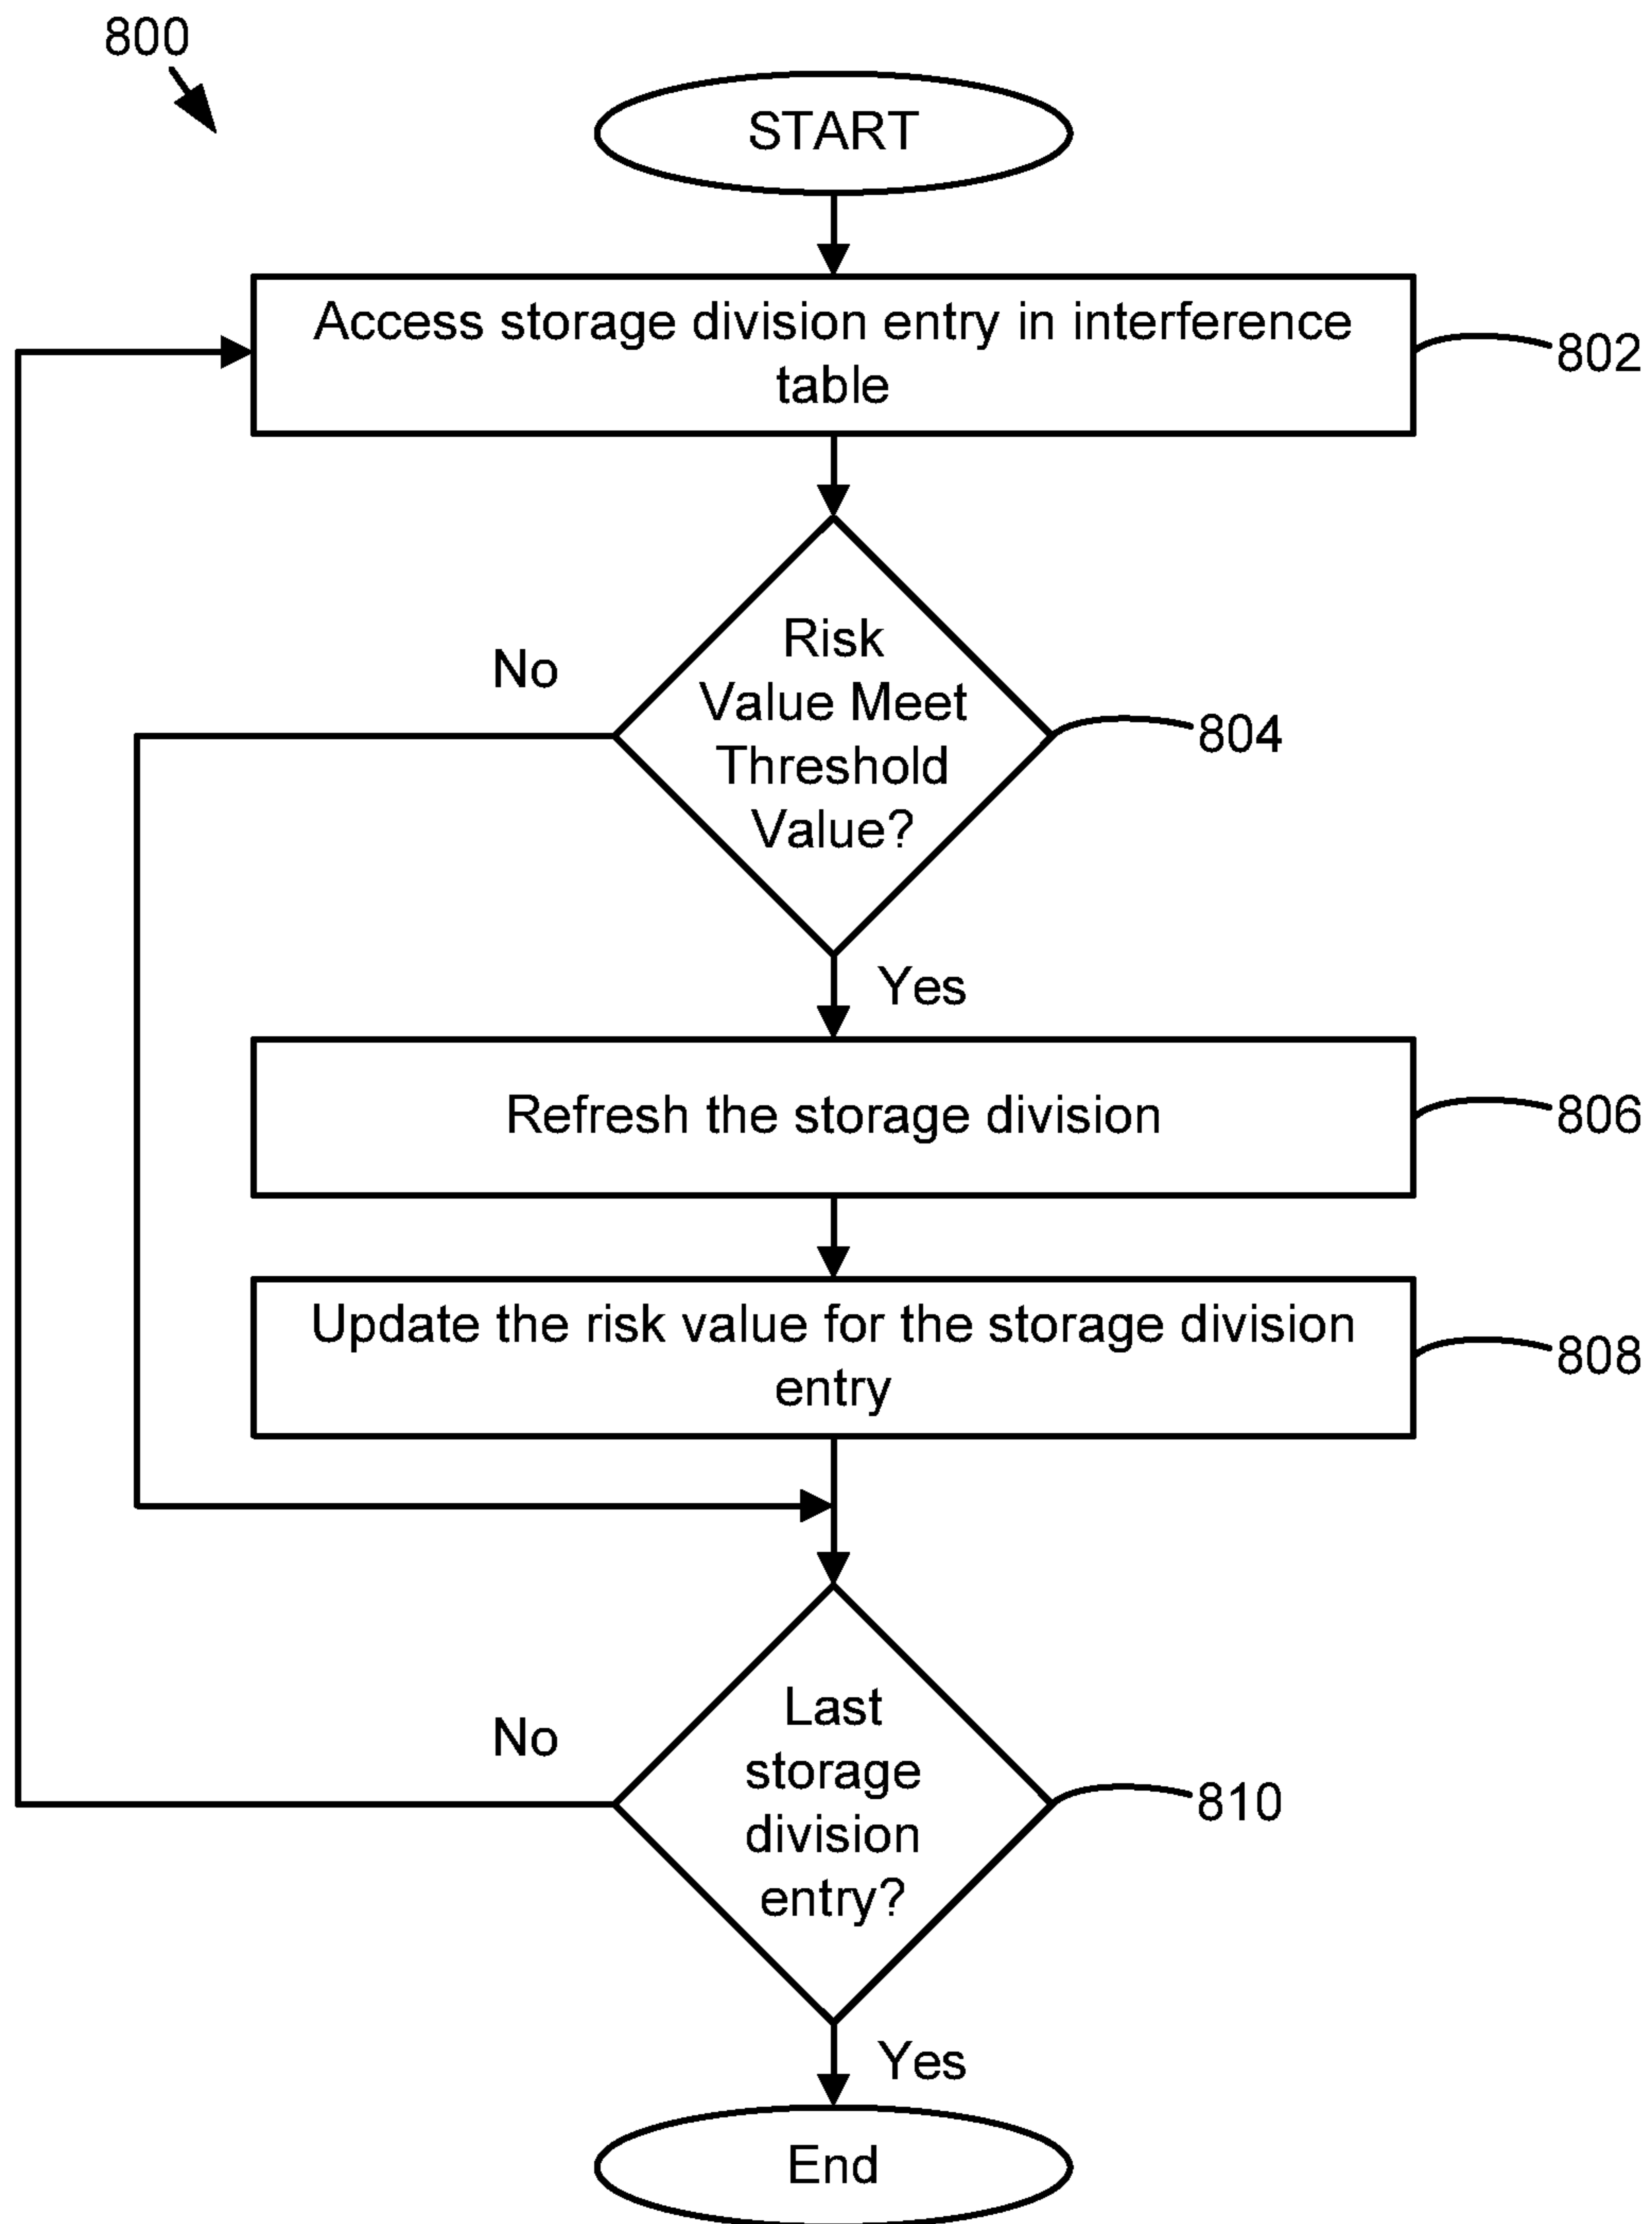 800
START
Access storage division entry in interference
table
802
Risk
Value Meet
Threshold
Value?
No
804
Yes
Refresh the storage division
806
Update the risk value for the storage division
entry
808
Last
storage
division
entry?
No
810
Yes
End